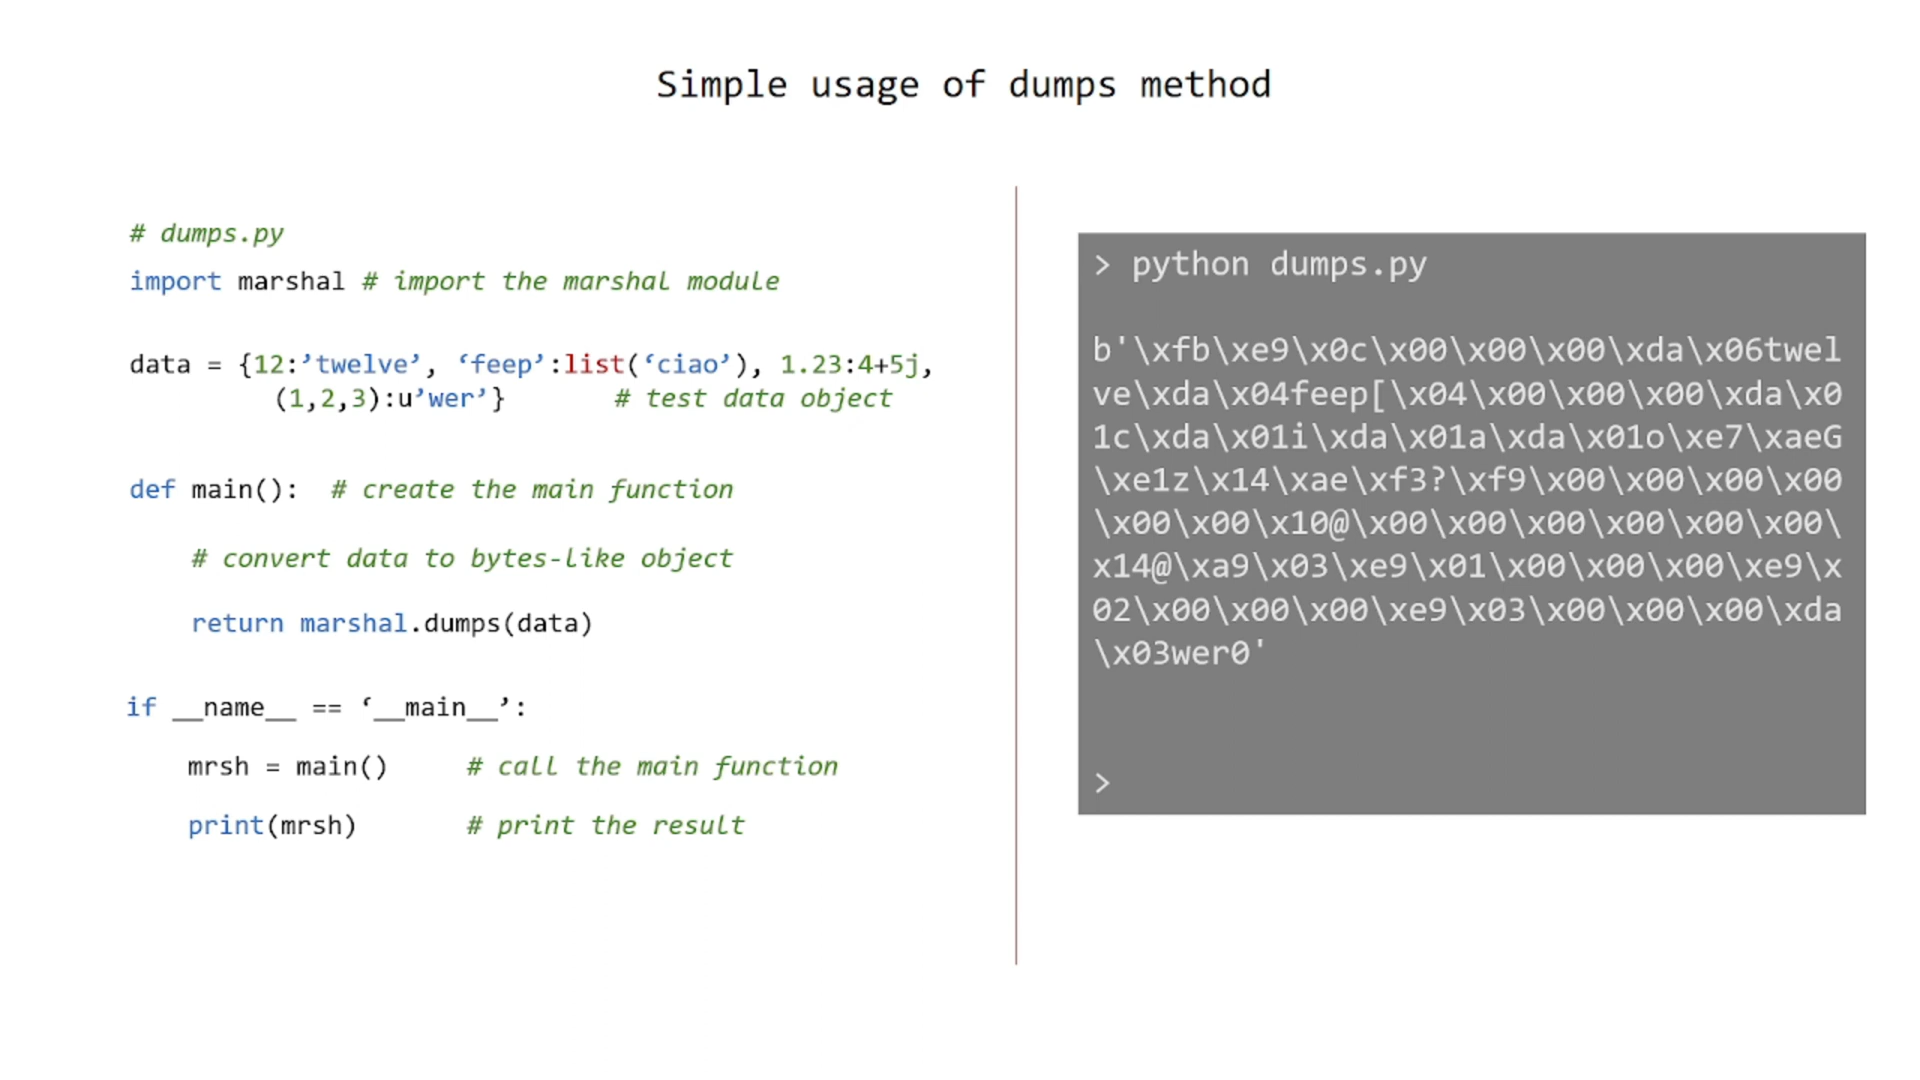 Simple usage of dumps method
# dumps.py
import marshal # import the marshal module
data = {12:’twelve’, ‘feep’:list(‘ciao’), 1.23:4+5j,
(1,2,3):u’wer’} # test data object
def main(): # create the main function
# convert data to bytes-like object
return marshal.dumps(data)
if __name__ == ‘__main__’:
mrsh = main() # call the main function
print(mrsh) # print the result
> python dumps.py
b'\xfb\xe9\x0c\x00\x00\x00\xda\x06twel
ve\xda\x04feep[\x04\x00\x00\x00\xda\x0
1c\xda\x01i\xda\x01a\xda\x01o\xe7\xaeG
\xe1z\x14\xae\xf3?\xf9\x00\x00\x00\x00
\x00\x00\x10@\x00\x00\x00\x00\x00\x00\
x14@\xa9\x03\xe9\x01\x00\x00\x00\xe9\x
02\x00\x00\x00\xe9\x03\x00\x00\x00\xda
\x03wer0'
>